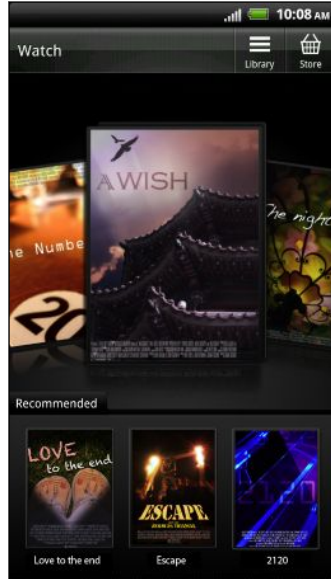 10:08 AM
Watch
Library
Store
A WISH
he Numbe
20
The night
Recommended
LOVE
to the end
ESCAPE
2120
Love to the end
Escape
2120